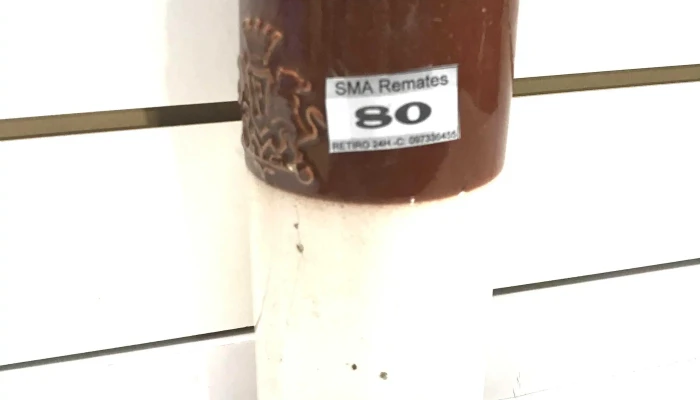 SMA Remates
80
RETIRO 24H -C: 097336455